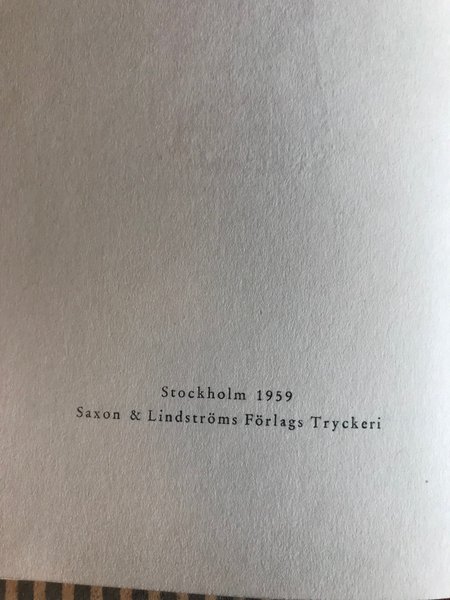 Stockholm 1959
Saxon & Lindströms Förlags Tryckeri